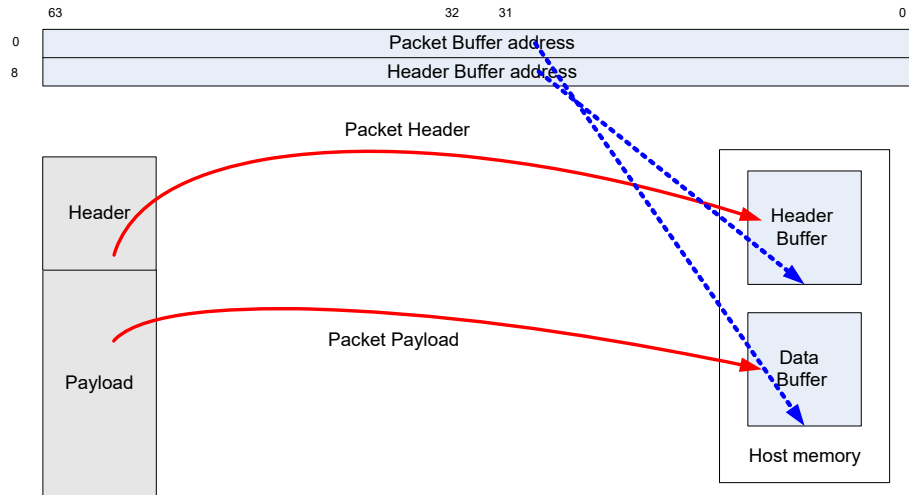 63 32 31 0
0 Packet Buffer address
8 Header Buffer address
Packet Header
Header
Header
Buffer
Packet Payload
Payload
Data
Buffer
Host memory